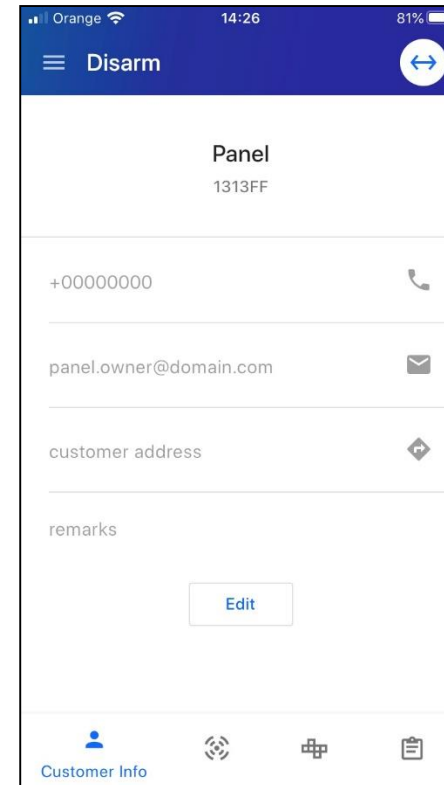 Orange 14:26 81%
Disarm
Panel
1313FF
+00000000
panel.owner@domain.com
customer address
remarks
Edit
Customer Info